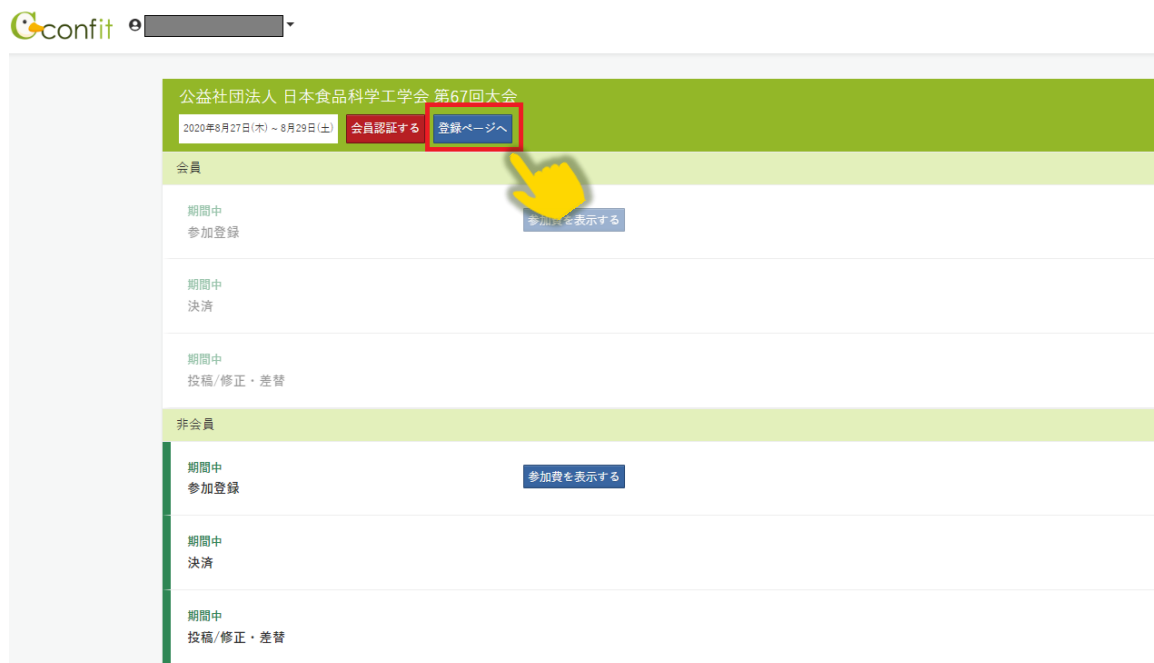 confit
公益社団法人 日本食品科学工学会 第67回大会
2020年8月27日(木) ~ 8月29日(土) 会員認証する 登録ページへ
会員
期間中
参加登録
参加費を表示する
期間中
決済
期間中
投稿/修正・差替
非会員
期間中
参加登録
参加費を表示する
期間中
決済
期間中
投稿/修正・差替